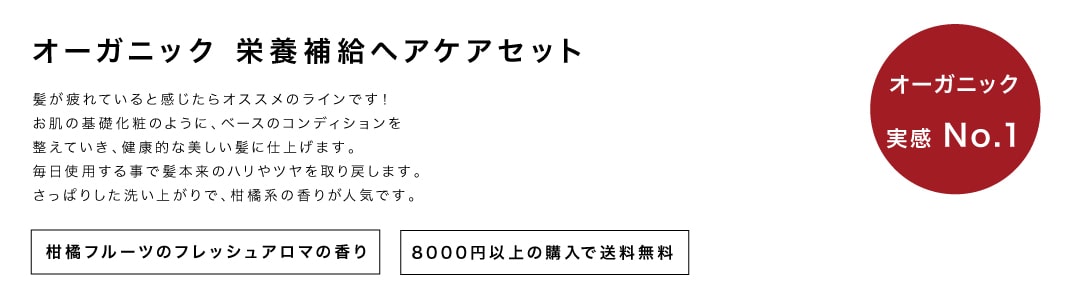 オーガニック 栄養補給ヘアケアセット
髪が疲れていると感じたらオススメのラインです！
お肌の基礎化粧のように、ベースのコンディションを
整えていき、健康的な美しい髪に仕上げます。
毎日使用する事で髪本来のハリやツヤを取り戻します。
さっぱりした洗い上がりで、柑橘系の香りが人気です。
柑橘フルーツのフレッシュアロマの香り
8000円以上の購入で送料無料
オーガニック
実感 No.1